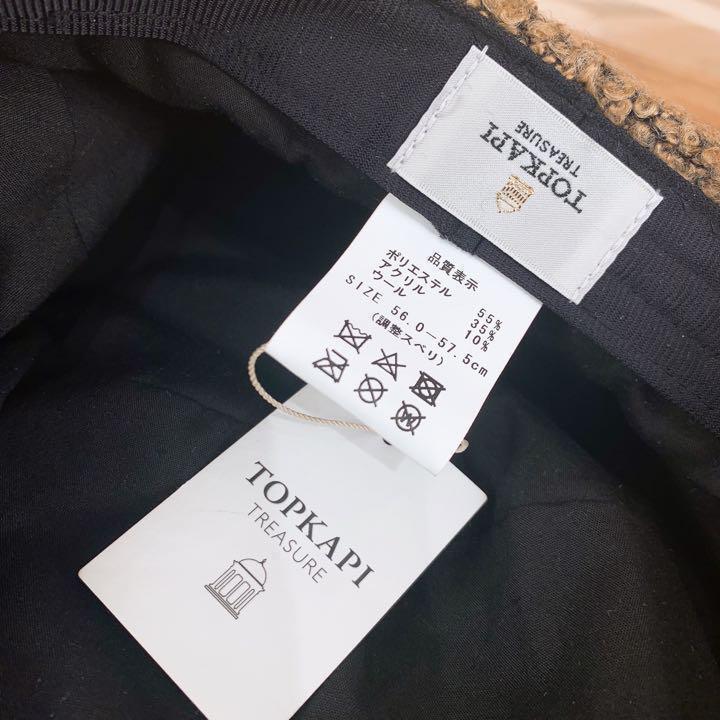 TOPKAPI
TREASURE
品質表示
ポリエステル 55%
アクリル 35%
ウール 10%
SIZE 56.0－57.5cm
(調整スベリ)
TOPKAPI
TREASURE